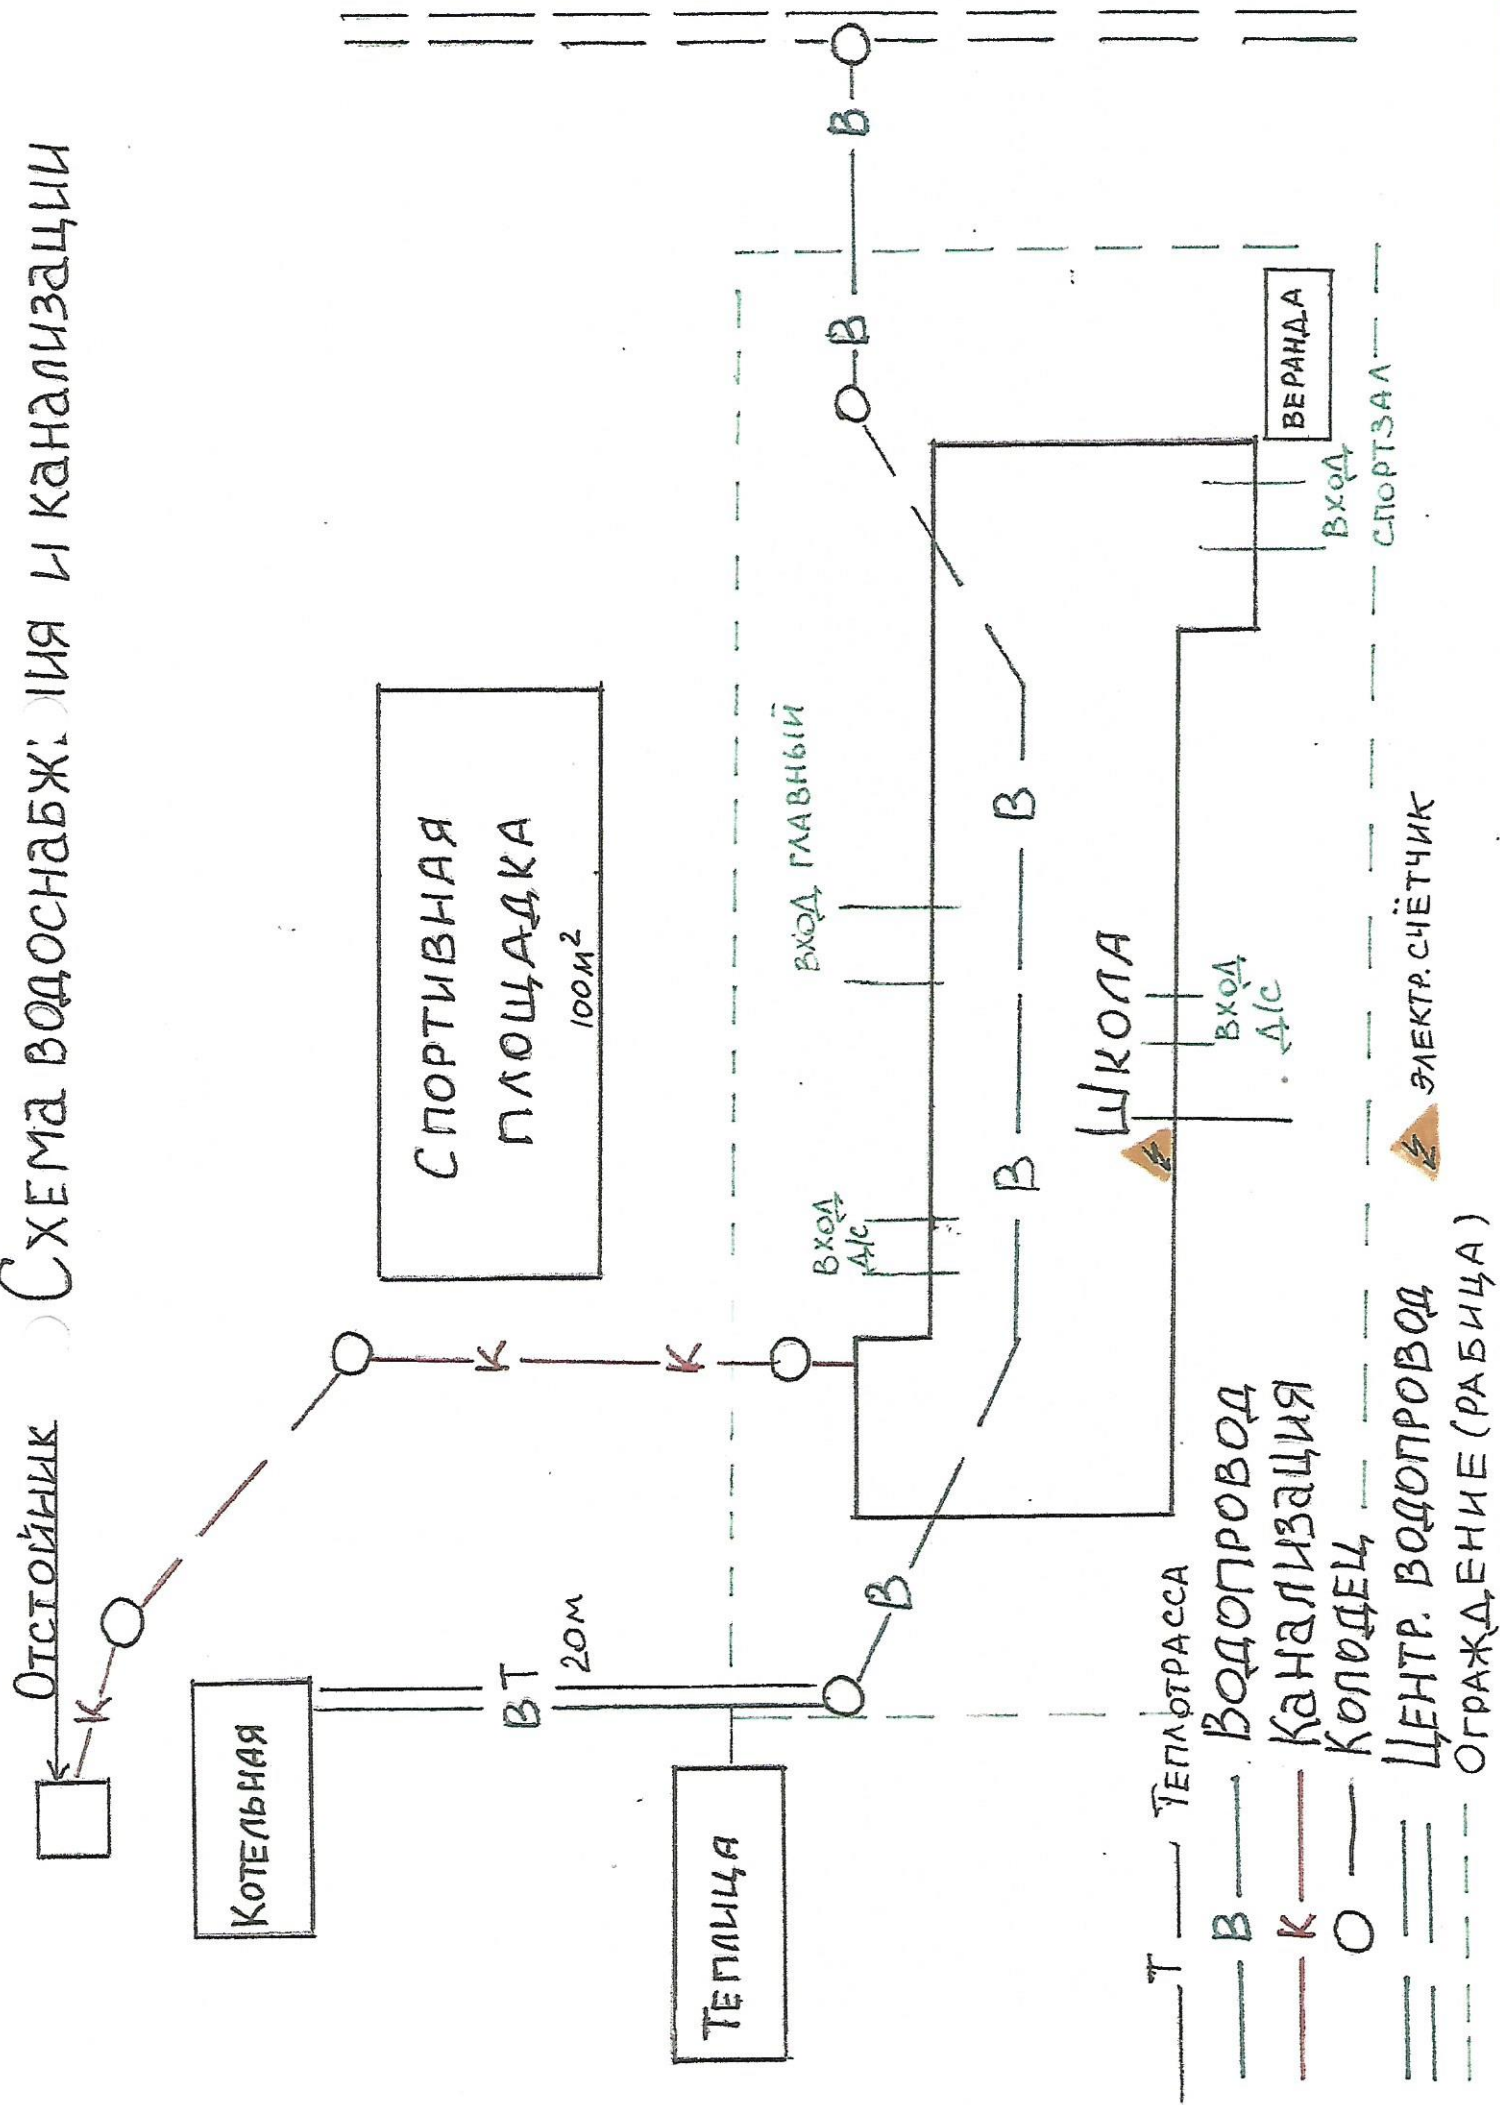 Схема водоснабж ия и канализации
Отстойник
К
К
К
Котельная
ВТ
20м
Теплица
Спортивная
площадка
100м²
вход главный
вход
д/с
В
В
В
В
В
Школа
вход
д/с
вход
спортзал
веранда
Т Теплотрасса
В Водопровод
К Канализация
Колодец
Центр. водопровод
Ограждение (рабица)
электр. счётчик